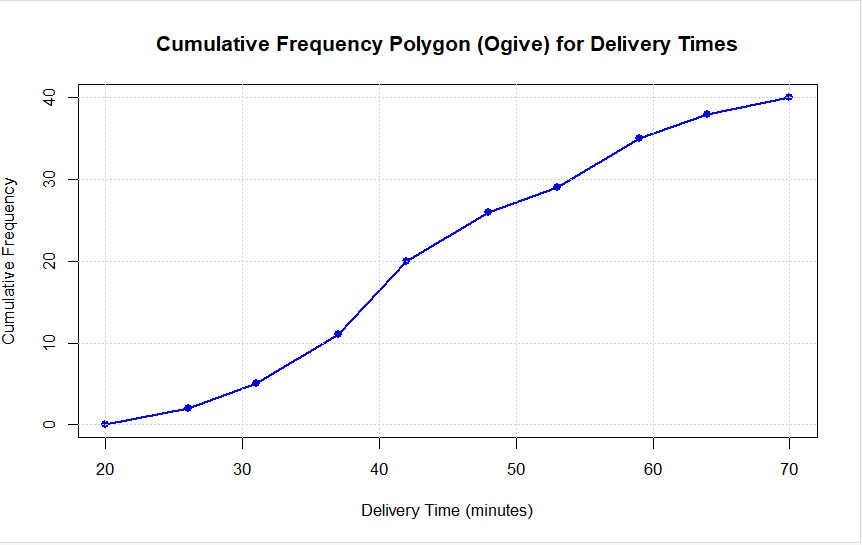 Cumulative Frequency Polygon (Ogive) for Delivery Times
Cumulative Frequency
40
30
20
10
0
20 30 40 50 60 70
Delivery Time (minutes)